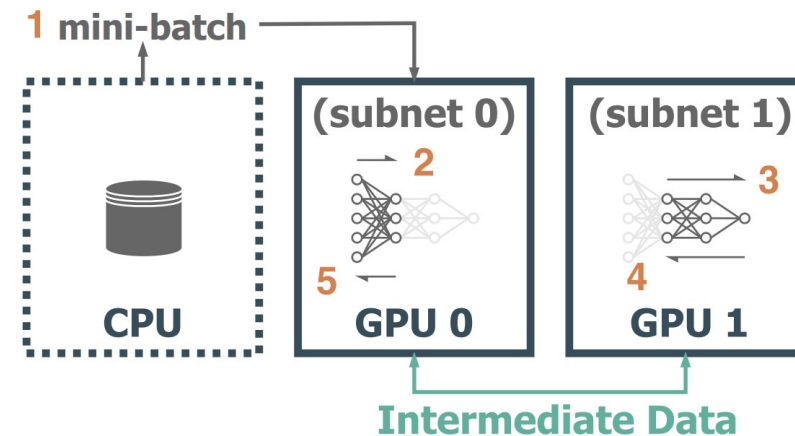 1 mini-batch
(subnet 0)
(subnet 1)
2
3
5
4
CPU
GPU 0
GPU 1
Intermediate Data